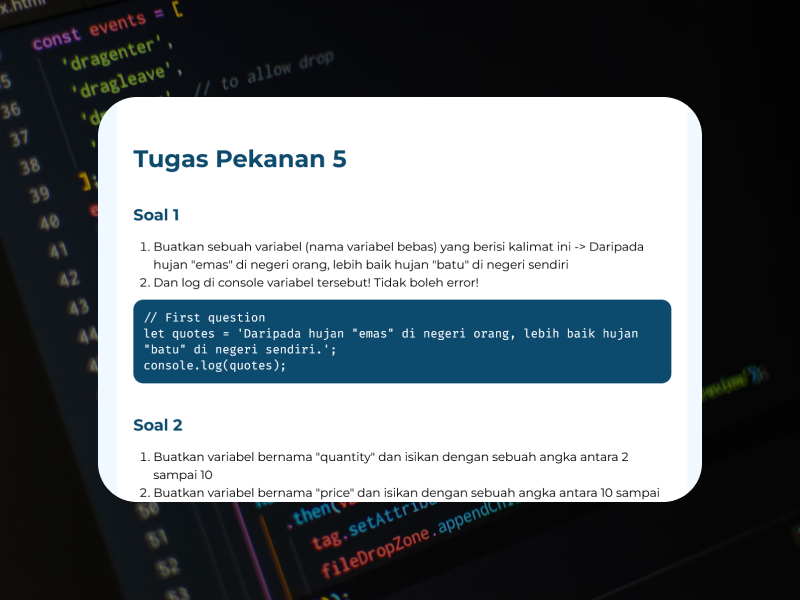 x.html
const events = [
'dragenter',
35
'dragleave',
// to allow drop
36
37
38
39
];
40
41
42
43
44
Tugas Pekanan 5
Soal 1
1. Buatkan sebuah variabel (nama variabel bebas) yang berisi kalimat ini -> Daripada
hujan "emas" di negeri orang, lebih baik hujan "batu" di negeri sendiri
2. Dan log di console variabel tersebut! Tidak boleh error!
// First question
let quotes = 'Daripada hujan "emas" di negeri orang, lebih baik hujan
"batu" di negeri sendiri.';
console.log(quotes);
Soal 2
1. Buatkan variabel bernama "quantity" dan isikan dengan sebuah angka antara 2
sampai 10
2. Buatkan variabel bernama "price" dan isikan dengan sebuah angka antara 10 sampai
50
.then(
51
tag.setAttrib
52
fileDropZone.appendChi
53